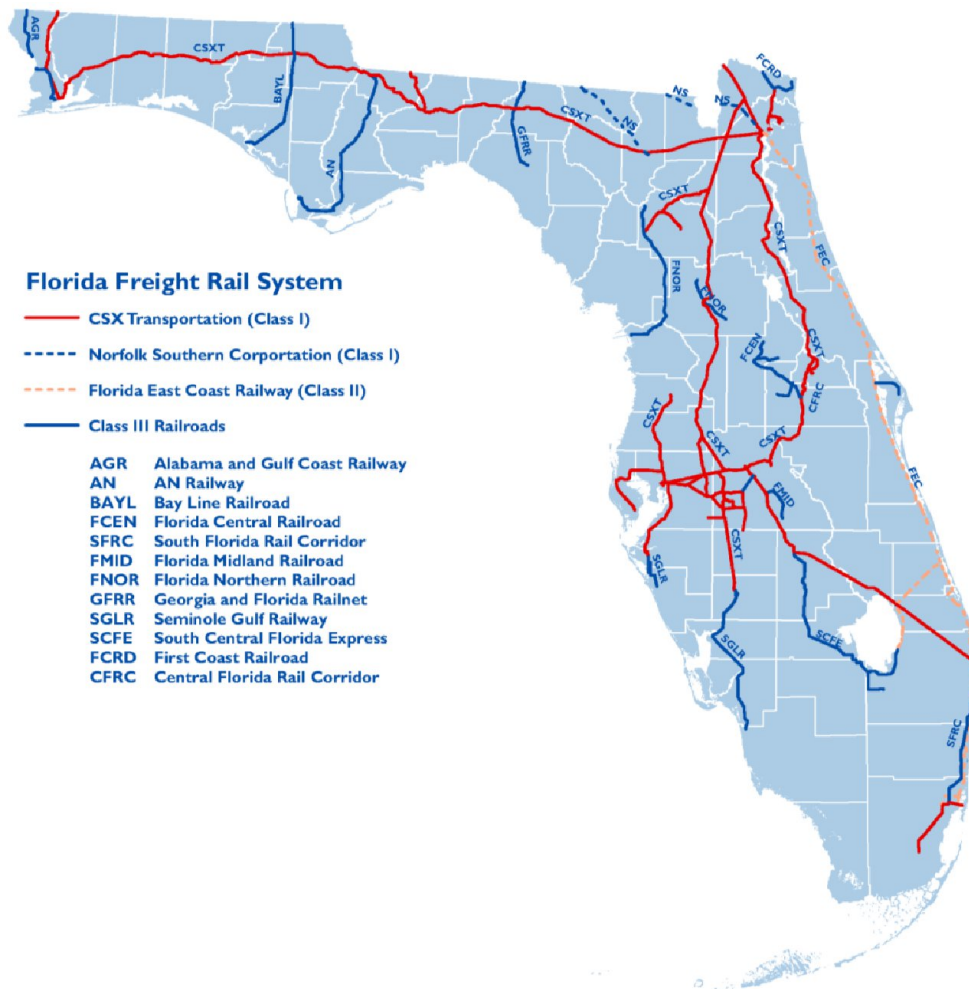 AGR
CSXT
BAYL
AN
CSXT
GFRR
NS
NS
NS
FCRD
CSXT
CSXT
FEC
FNOR
FNOR
FCEN
CSXT
CFRC
CSXT
CSXT
CSXT
FEC
FMID
CSXT
SGLR
SGLR
SCFE
SFRC
Florida Freight Rail System
CSX Transportation (Class I)
Norfolk Southern Corportation (Class I)
Florida East Coast Railway (Class II)
Class III Railroads
AGR Alabama and Gulf Coast Railway
AN AN Railway
BAYL Bay Line Railroad
FCEN Florida Central Railroad
SFRC South Florida Rail Corridor
FMID Florida Midland Railroad
FNOR Florida Northern Railroad
GFRR Georgia and Florida Railnet
SGLR Seminole Gulf Railway
SCFE South Central Florida Express
FCRD First Coast Railroad
CFRC Central Florida Rail Corridor